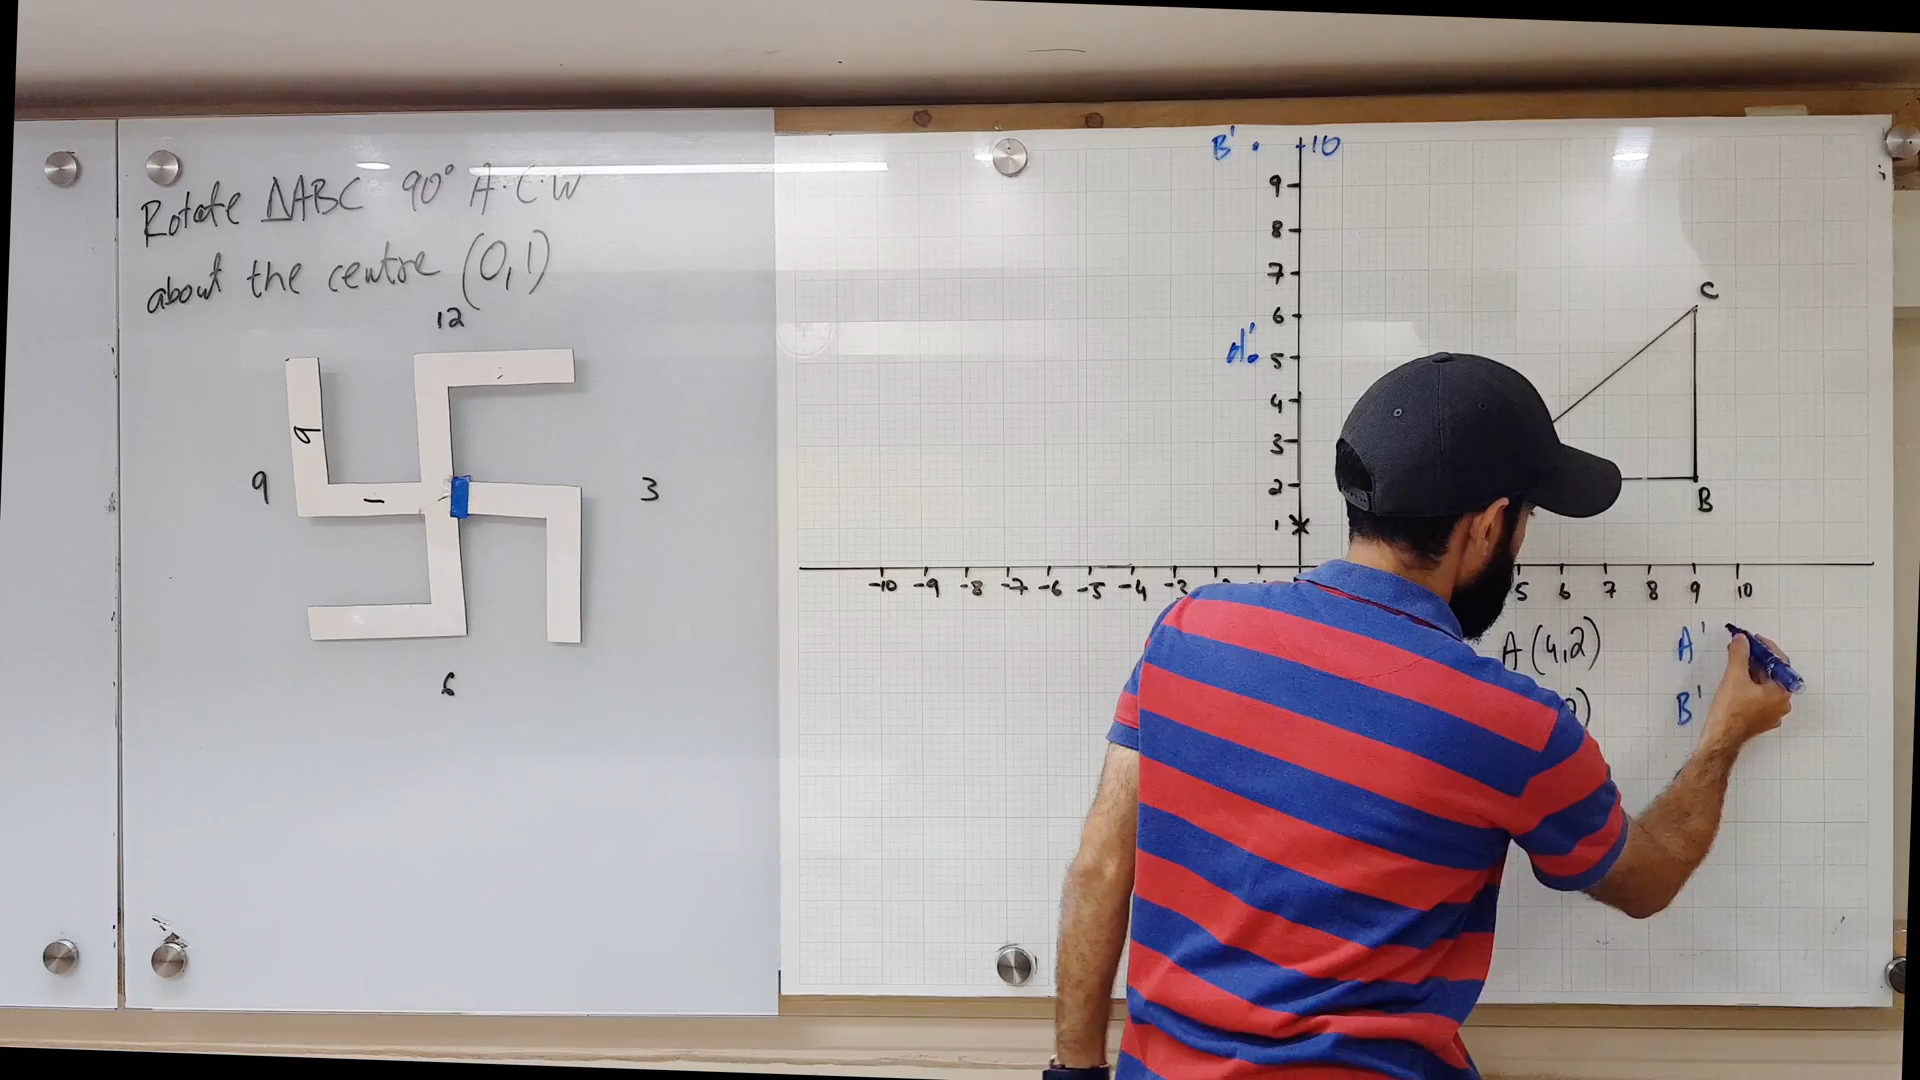 Rotate ΔABC 90° A.C.W
about the centre (0,1)
12
9
9
-
3
6
B' 10
9
8
7
6
A' 5
4
3
2
1
C
B
-10 -9 -8 -7 -6 -5 -4 -3 5 6 7 8 9 10
A(4,2) A'
2) B'